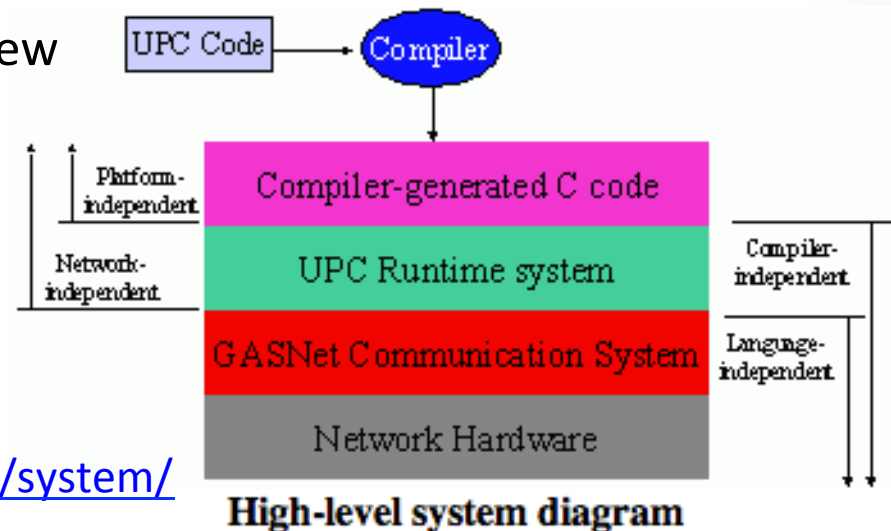 ew
UPC Code
Compiler
Platform-
independent
Compiler-generated C code
Network-
independent
UPC Runtime system
Compiler-
independent
GASNet Communication System
Language-
independent
Network Hardware
/system/
High-level system diagram